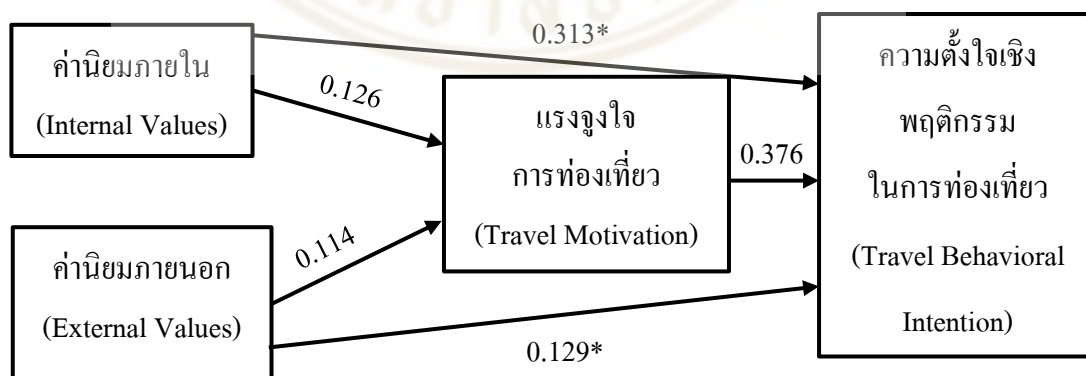 ค่านิยมภายใน
(Internal Values)
0.313*
0.126
แรงจูงใจ
การท่องเที่ยว
(Travel Motivation)
0.376
ความตั้งใจเชิง
พฤติกรรม
ในการท่องเที่ยว
(Travel Behavioral
Intention)
ค่านิยมภายนอก
(External Values)
0.114
0.129*